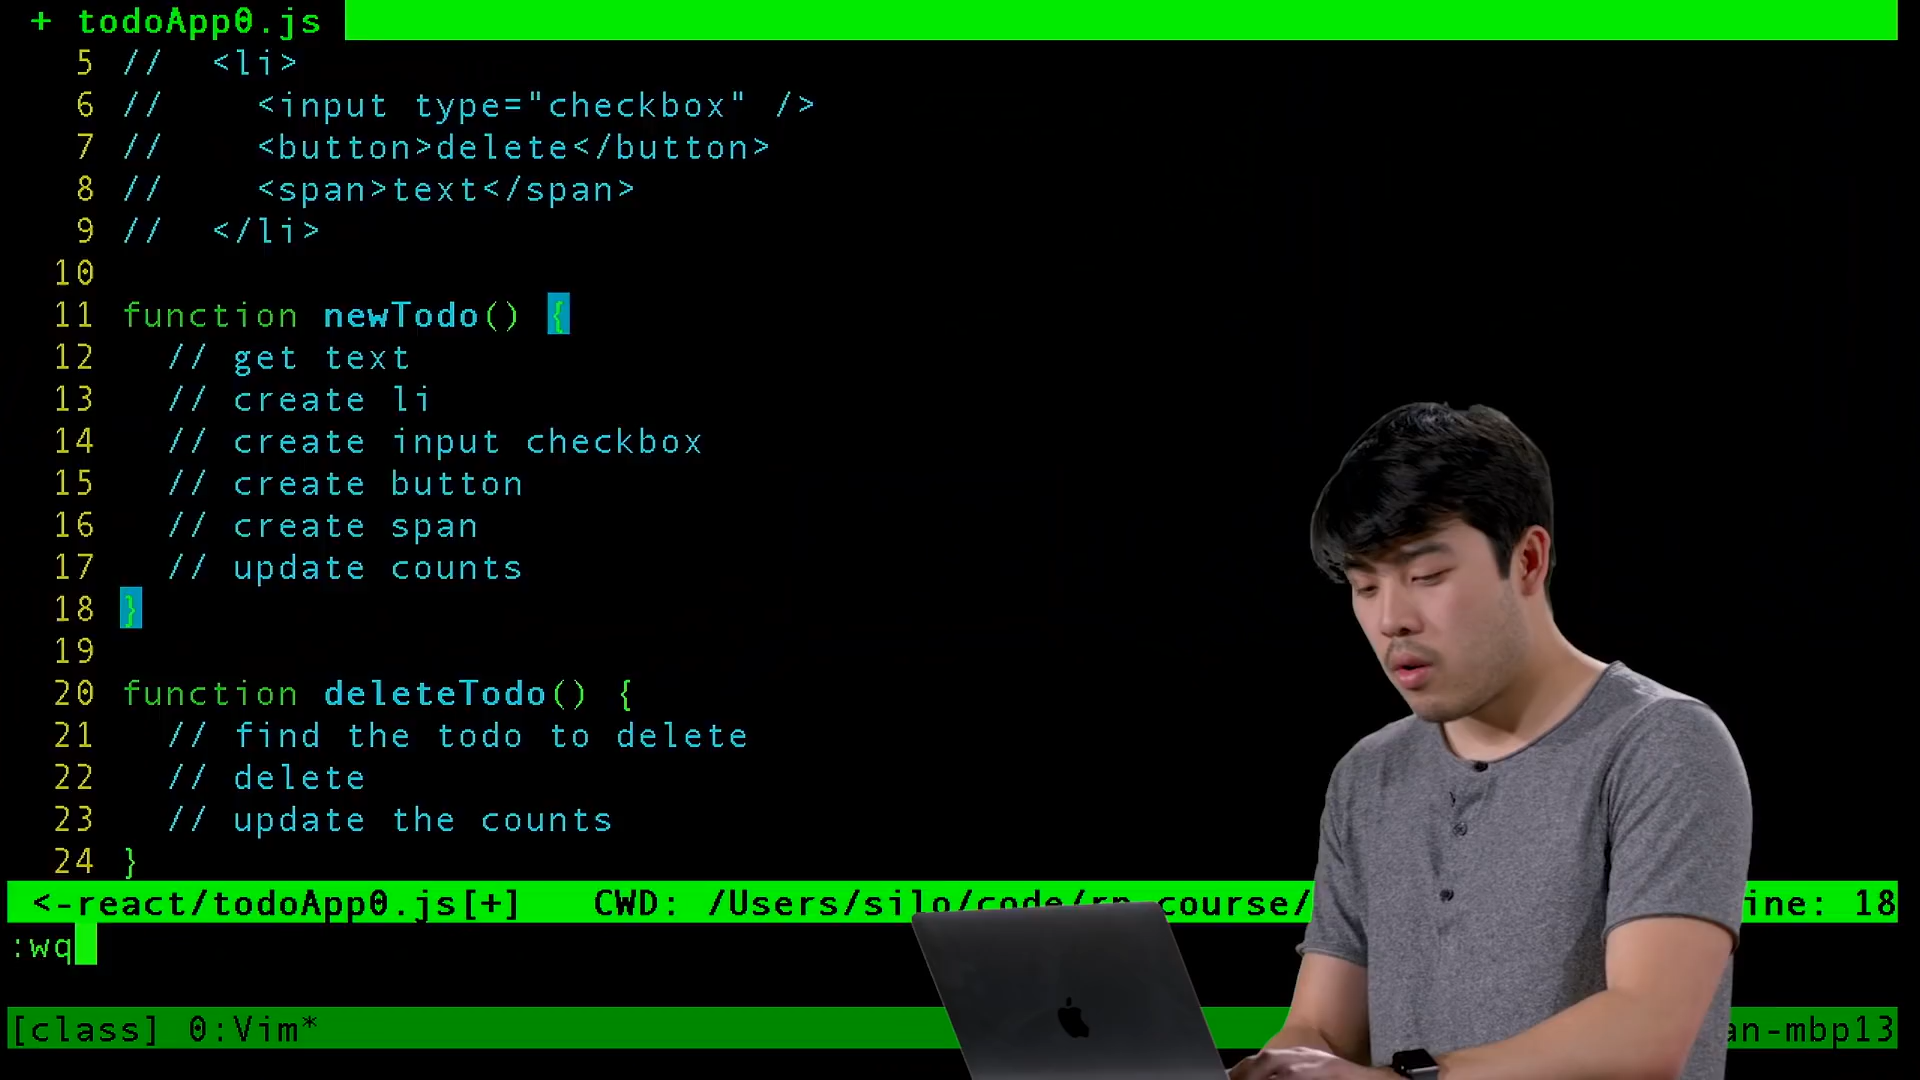 + todoApp0.js
5 //  <li>
6 //    <input type="checkbox" />
7 //    <button>delete</button>
8 //    <span>text</span>
9 //  </li>
10
11 function newTodo() {
12   // get text
13   // create li
14   // create input checkbox
15   // create button
16   // create span
17   // update counts
18 }
19
20 function deleteTodo() {
21   // find the todo to delete
22   // delete
23   // update the counts
24 }
<-react/todoApp0.js[+]   CWD: /Users/silo/code/rn-course/ ine: 18
:wq
[class] 0:Vim* an-mbp13